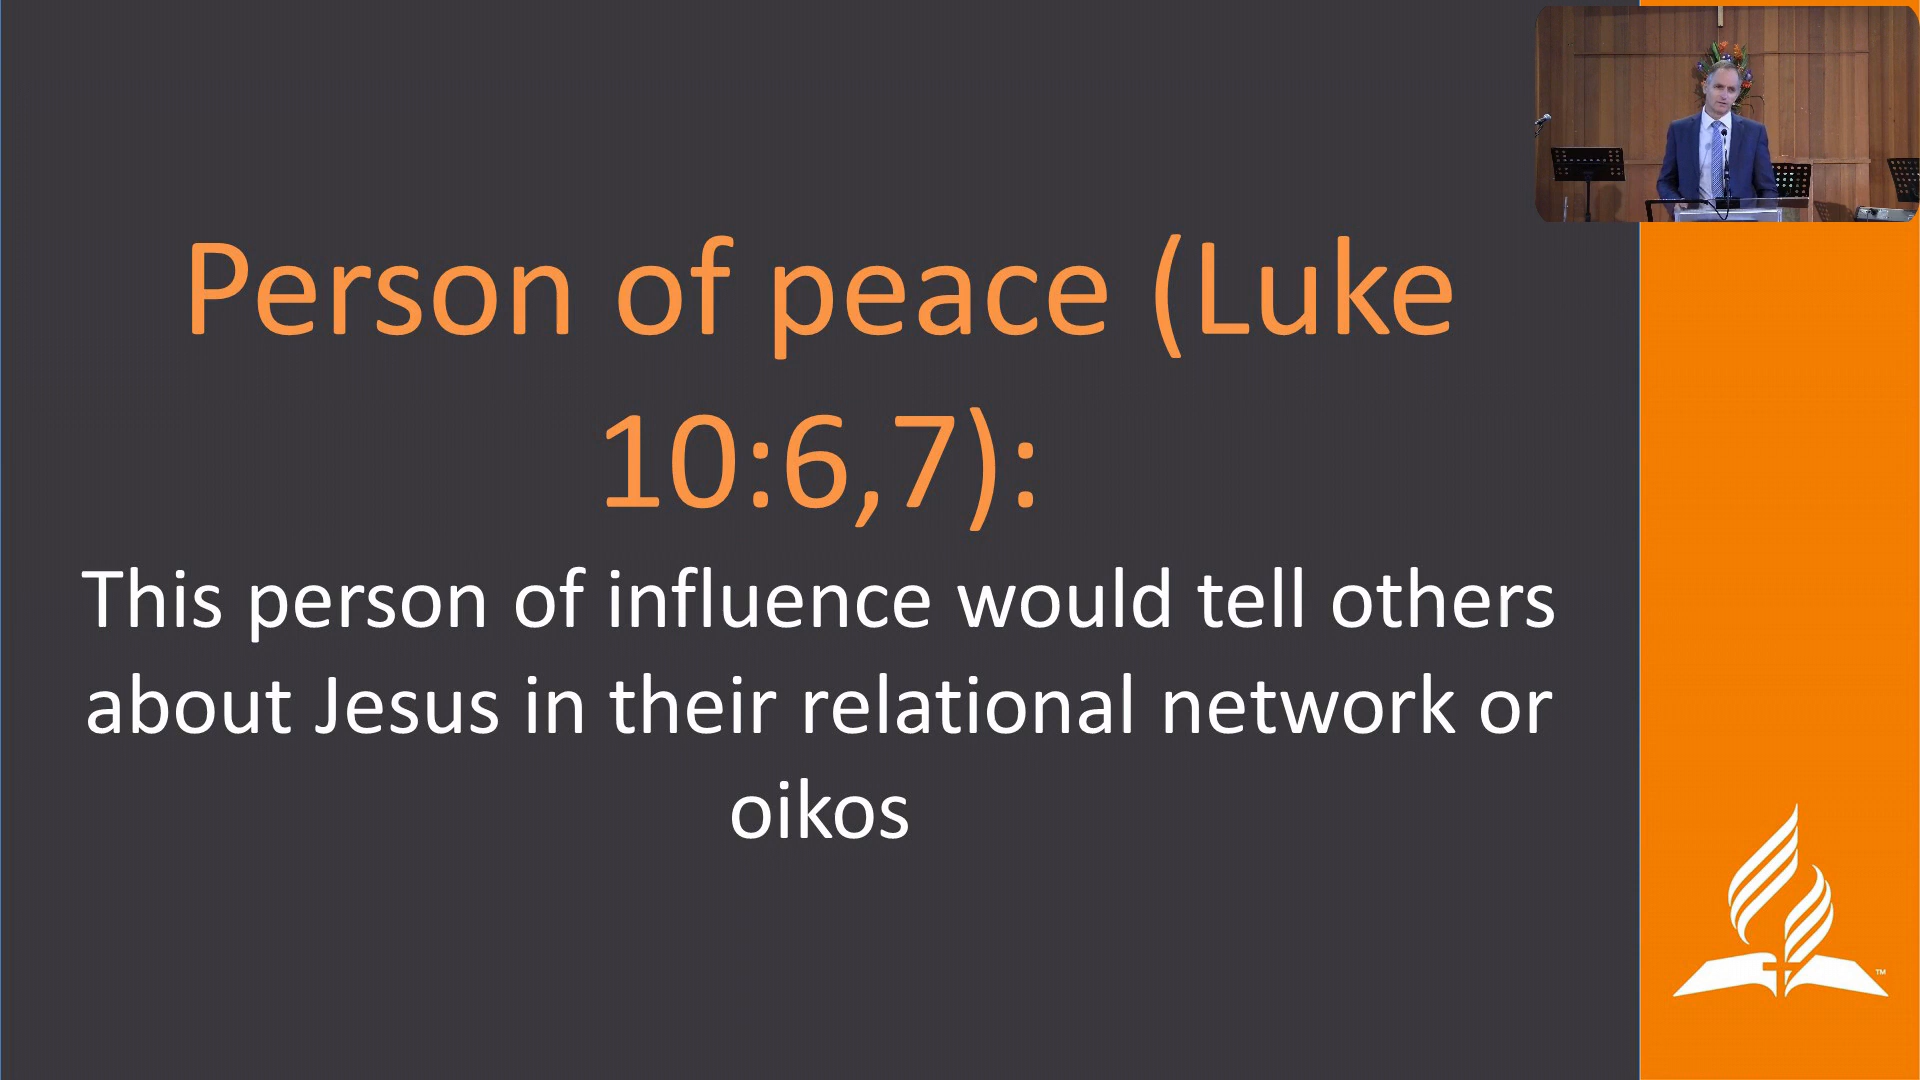 Person of peace (Luke
10:6,7):
This person of influence would tell others
about Jesus in their relational network or
oikos
™